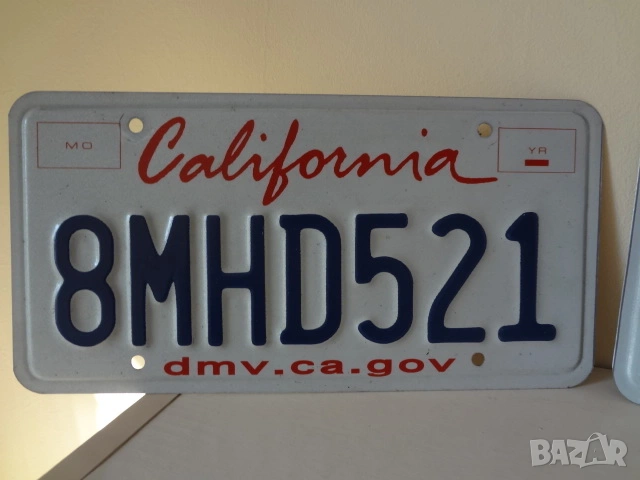 MO California YR
8MHD521
dmv.ca.gov
BAZAR